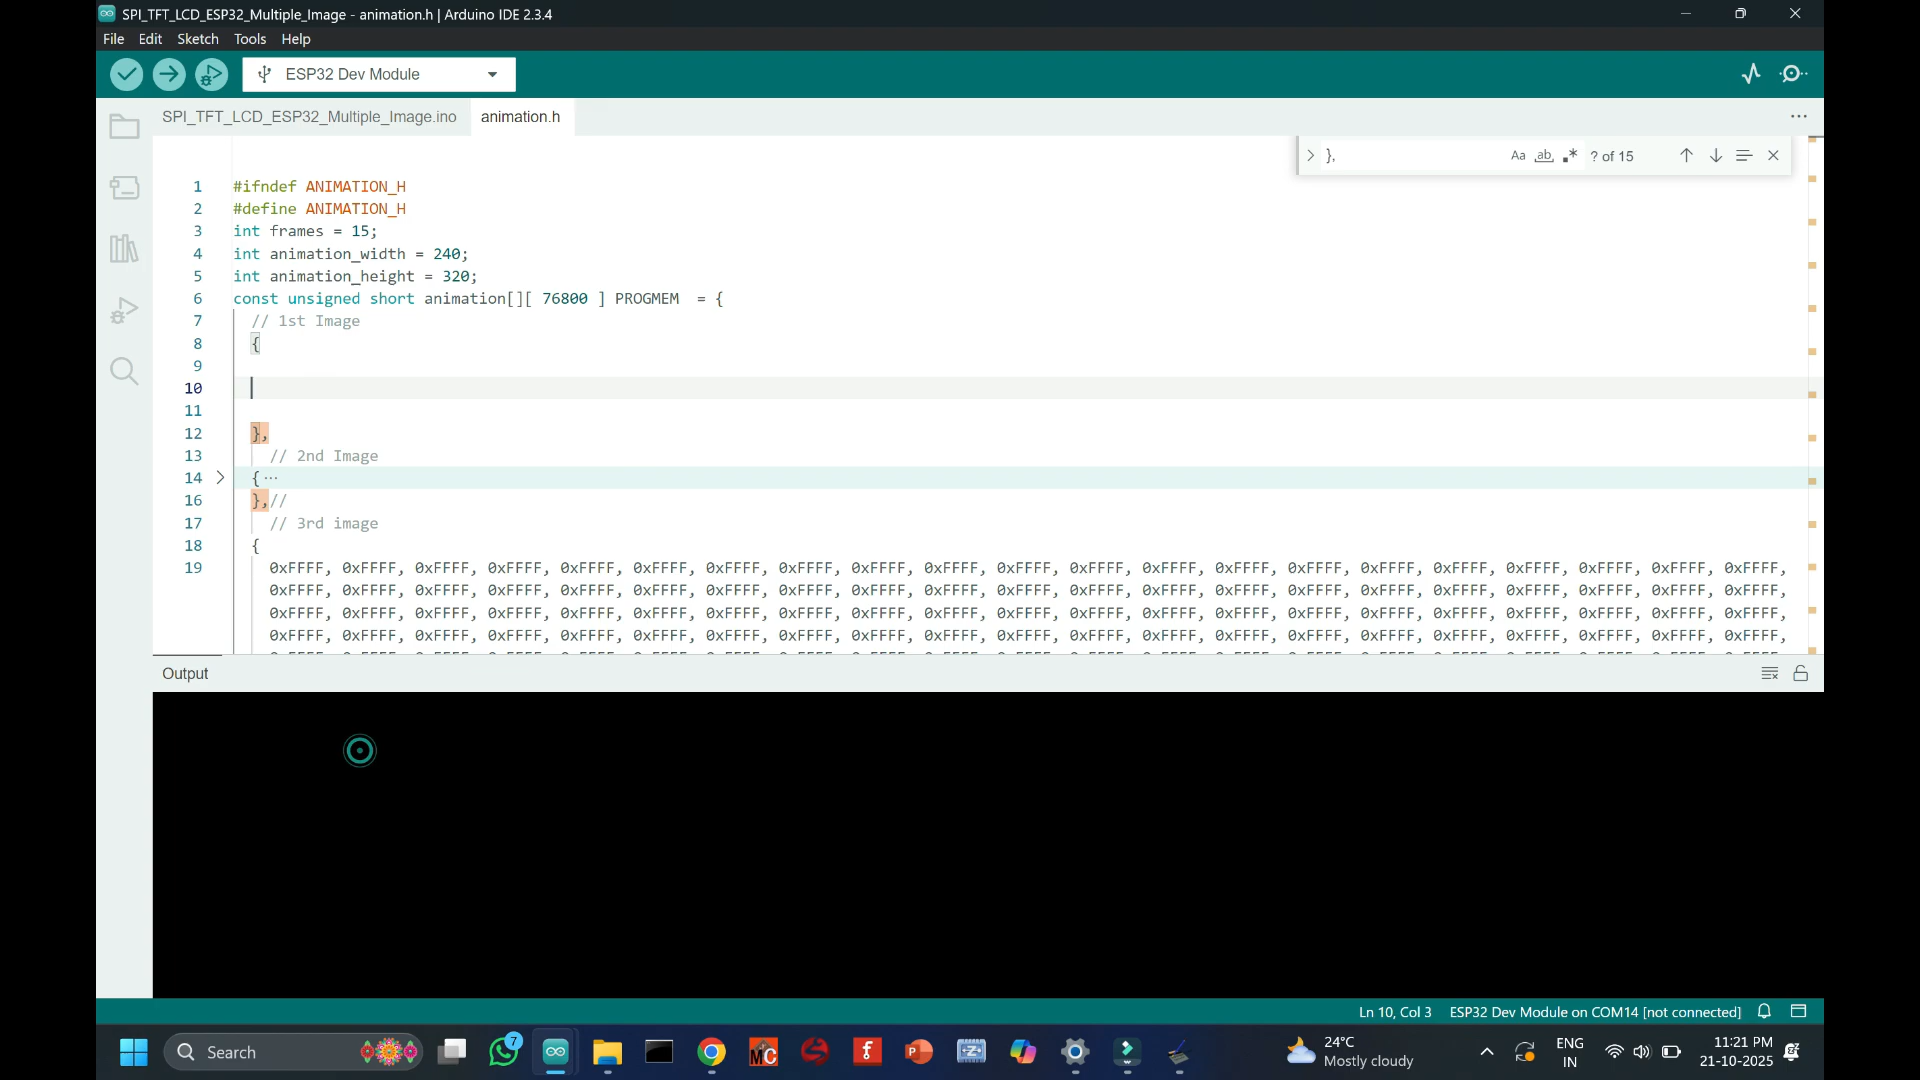 SPI_TFT_LCD_ESP32_Multiple_Image - animation.h | Arduino IDE 2.3.4
File Edit Sketch Tools Help
ESP32 Dev Module
SPI_TFT_LCD_ESP32_Multiple_Image.ino animation.h
}, Aa ab, .* ? of 15
1 #ifndef ANIMATION_H
2 #define ANIMATION_H
3 int frames = 15;
4 int animation_width = 240;
5 int animation_height = 320;
6 const unsigned short animation[][ 76800 ] PROGMEM = {
7 // 1st Image
8 {
9
10
11
12 },
13 // 2nd Image
14 { ...
16 },//
17 // 3rd image
18 {
19 0xFFFF, 0xFFFF, 0xFFFF, 0xFFFF, 0xFFFF, 0xFFFF, 0xFFFF, 0xFFFF, 0xFFFF, 0xFFFF, 0xFFFF, 0xFFFF, 0xFFFF, 0xFFFF, 0xFFFF, 0xFFFF, 0xFFFF, 0xFFFF, 0xFFFF, 0xFFFF, 0xFFFF,
0xFFFF, 0xFFFF, 0xFFFF, 0xFFFF, 0xFFFF, 0xFFFF, 0xFFFF, 0xFFFF, 0xFFFF, 0xFFFF, 0xFFFF, 0xFFFF, 0xFFFF, 0xFFFF, 0xFFFF, 0xFFFF, 0xFFFF, 0xFFFF, 0xFFFF, 0xFFFF, 0xFFFF,
0xFFFF, 0xFFFF, 0xFFFF, 0xFFFF, 0xFFFF, 0xFFFF, 0xFFFF, 0xFFFF, 0xFFFF, 0xFFFF, 0xFFFF, 0xFFFF, 0xFFFF, 0xFFFF, 0xFFFF, 0xFFFF, 0xFFFF, 0xFFFF, 0xFFFF, 0xFFFF, 0xFFFF,
0xFFFF, 0xFFFF, 0xFFFF, 0xFFFF, 0xFFFF, 0xFFFF, 0xFFFF, 0xFFFF, 0xFFFF, 0xFFFF, 0xFFFF, 0xFFFF, 0xFFFF, 0xFFFF, 0xFFFF, 0xFFFF, 0xFFFF, 0xFFFF, 0xFFFF, 0xFFFF, 0xFFFF,
Output
Ln 10, Col 3 ESP32 Dev Module on COM14 [not connected]
Search
7
MC
f
P
Z
24°C
Mostly cloudy
ENG
IN
11:21 PM
21-10-2025